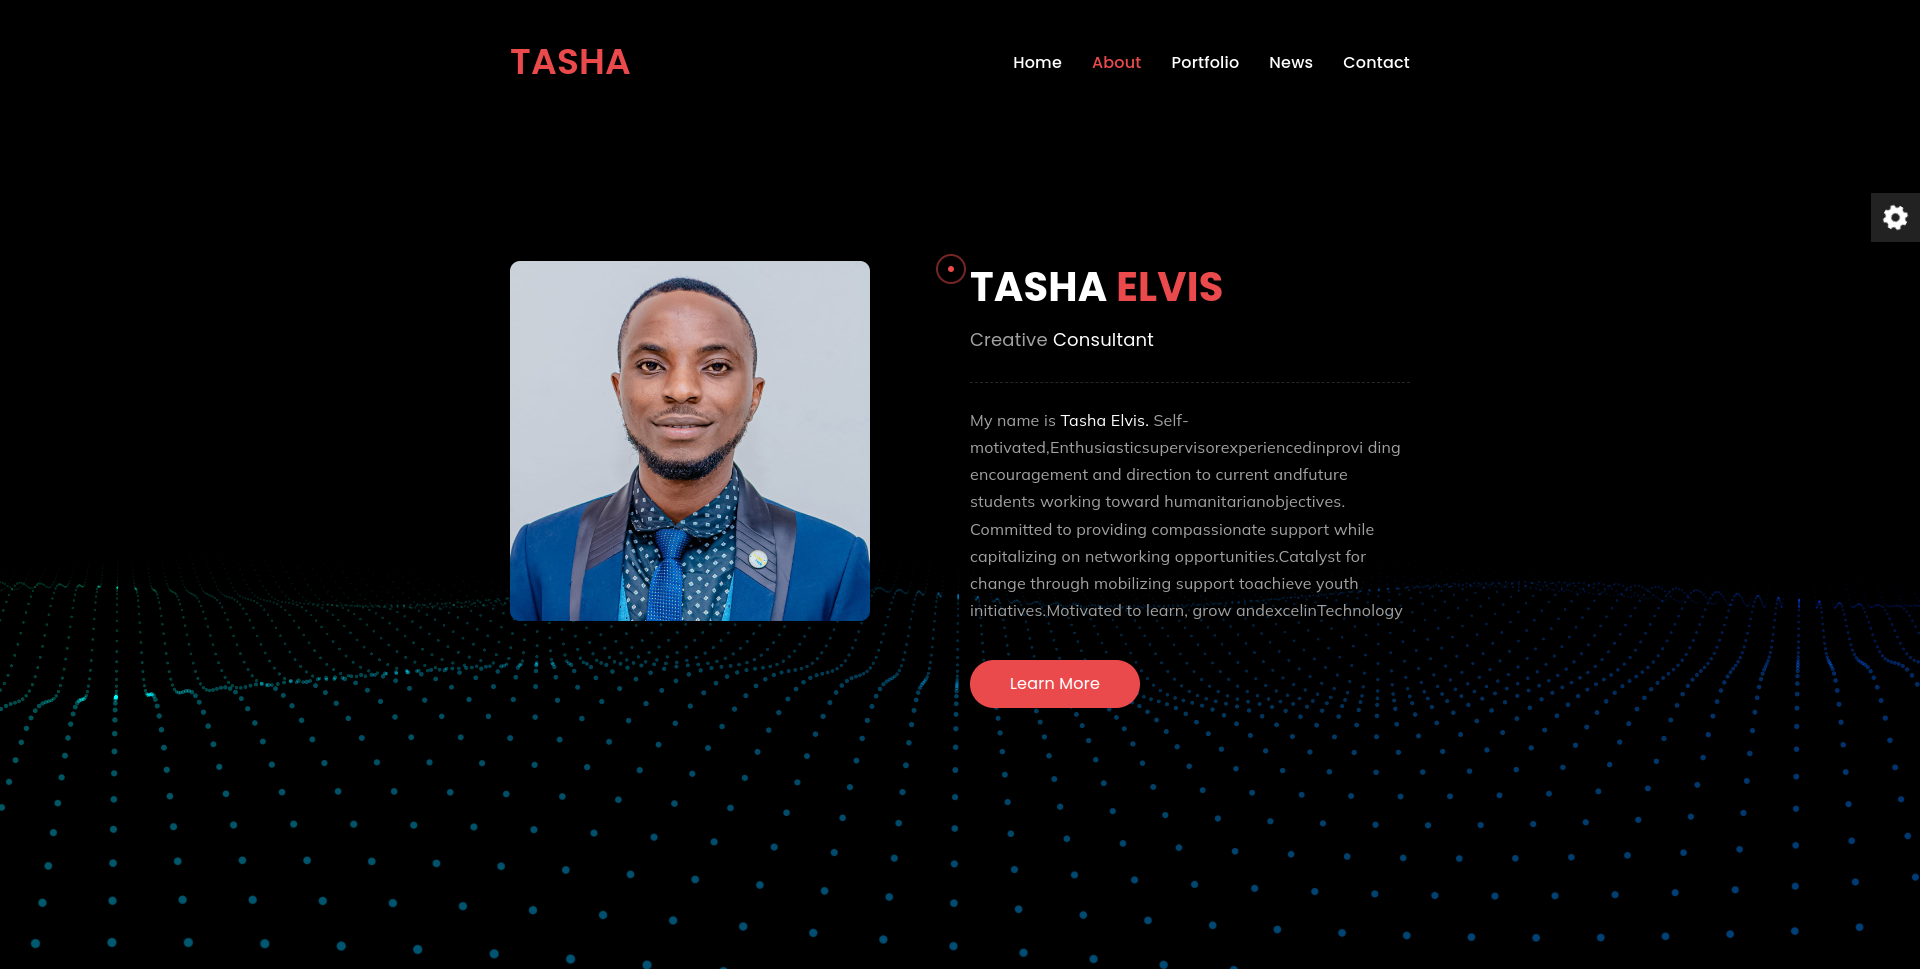 TASHA
Home About Portfolio News Contact
TASHA ELVIS
Creative Consultant
My name is Tasha Elvis. Self-
motivated,Enthusiasticsupervisorexperiencedinprovi ding
encouragement and direction to current andfuture
students working toward humanitarianobjectives.
Committed to providing compassionate support while
capitalizing on networking opportunities.Catalyst for
change through mobilizing support toachieve youth
initiatives.Motivated to learn, grow andexcelinTechnology
Learn More